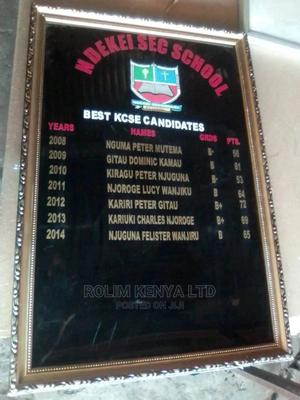 NDEKEI SEC SCHOOL
BEST KCSE CANDIDATES
YEARS NAMES GRDS PTS.
2008 NGUMA PETER MUTEMA B-
2009 GITAU DOMINIC KAMAU B 61
2010 KIRAGU PETER NJUGUNA B- 53
2011 NJOROGE LUCY WANJIKU B 64
2012 KARIRI PETER GITAU B+ 72
2013 KARIUKI CHARLES NJOROGE B+ 69
2014 NJUGUNA FELISTER WANJIRU B 65
ROLIM KENYA LTD
POSTED ON JIJI